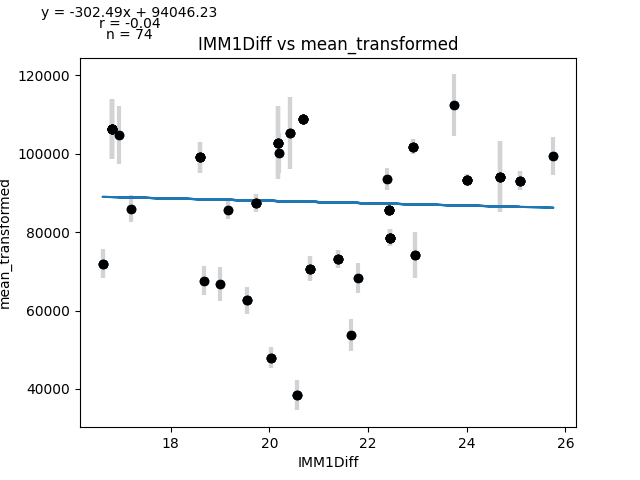 y = -302.49x + 94046.23
r = -0.04
n = 74
IMM1Diff vs mean_transformed
120000
100000
80000
60000
40000
mean_transformed
18 20 22 24 26
IMM1Diff